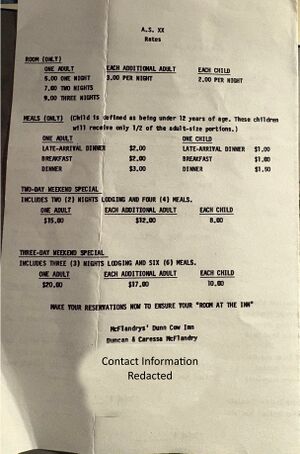 A.S. XX
Rates
ROOM (ONLY)
ONE ADULT EACH ADDITIONAL ADULT EACH CHILD
5.00 ONE NIGHT 3.00 PER NIGHT 2.00 PER NIGHT
7.00 TWO NIGHTS
9.00 THREE NIGHTS
MEALS (ONLY) (Child is defined as being under 12 years of age. These children
will receive only 1/2 of the adult-size portions.)
ONE ADULT ONE CHILD
LATE-ARRIVAL DINNER $2.00 LATE-ARRIVAL DINNER $1.00
BREAKFAST $2.00 BREAKFAST $1.00
DINNER $3.00 DINNER $1.50
TWO-DAY WEEKEND SPECIAL
INCLUDES TWO (2) NIGHTS LODGING AND FOUR (4) MEALS.
ONE ADULT EACH ADDITIONAL ADULT EACH CHILD
$15.00 $12.00 8.00
THREE-DAY WEEKEND SPECIAL
INCLUDES THREE (3) NIGHTS LODGING AND SIX (6) MEALS.
ONE ADULT EACH ADDITIONAL ADULT EACH CHILD
$20.00 $17.00 10.00
MAKE YOUR RESERVATIONS NOW TO ENSURE YOUR "ROOM AT THE INN"
McFlandrys' Dunn Cow Inn
Duncan & Caressa McFlandry
Contact Information
Redacted